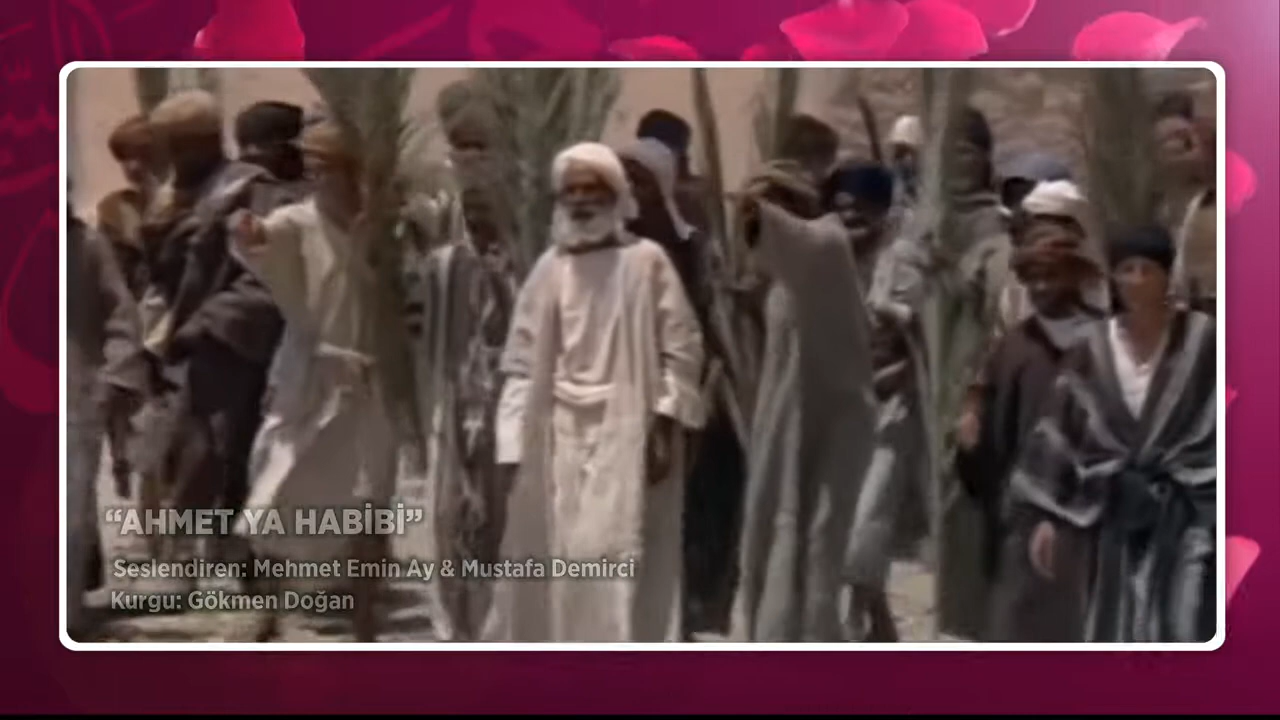 “AHMET YA HABİBİ”
Seslendiren: Mehmet Emin Ay & Mustafa Demirci
Kurgu: Gökmen Doğan